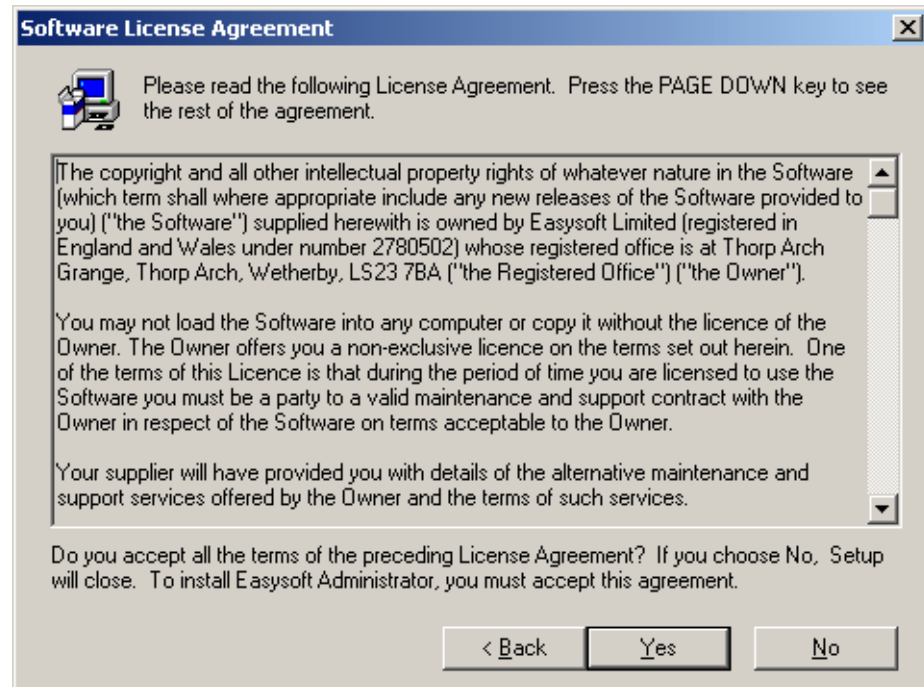 Software License Agreement
Please read the following License Agreement.  Press the PAGE DOWN key to see
the rest of the agreement.
The copyright and all other intellectual property rights of whatever nature in the Software
(which term shall where appropriate include any new releases of the Software provided to
you) ("the Software") supplied herewith is owned by Easysoft Limited (registered in
England and Wales under number 2780502) whose registered office is at Thorp Arch
Grange, Thorp Arch, Wetherby, LS23 7BA ("the Registered Office") ("the Owner").
You may not load the Software into any computer or copy it without the licence of the
Owner. The Owner offers you a non-exclusive licence on the terms set out herein.  One
of the terms of this Licence is that during the period of time you are licensed to use the
Software you must be a party to a valid maintenance and support contract with the
Owner in respect of the Software on terms acceptable to the Owner.
Your supplier will have provided you with details of the alternative maintenance and
support services offered by the Owner and the terms of such services.
Do you accept all the terms of the preceding License Agreement?  If you choose No,  Setup
will close.  To install Easysoft Administrator, you must accept this agreement.
< Back Yes No